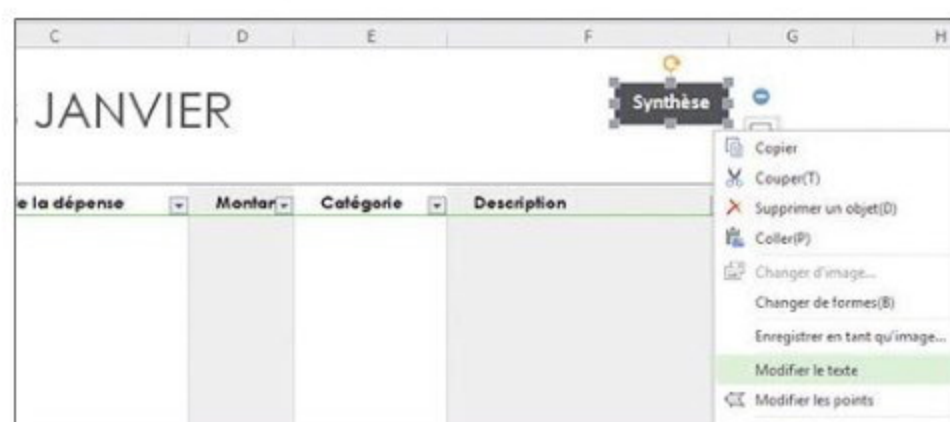 C D E F G H
JANVIER
Synthèse
e la dépense Montan Catégorie Description
Copier
Couper(T)
Supprimer un objet(D)
Coller(P)
Changer d'image...
Changer de formes(B)
Enregistrer en tant qu'image...
Modifier le texte
Modifier les points